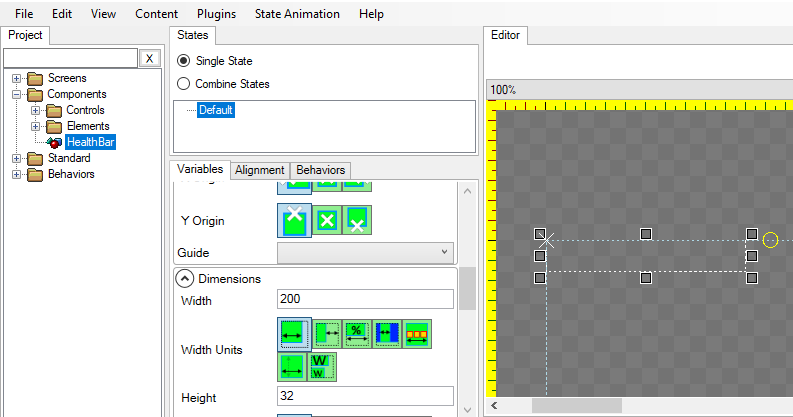 File Edit View Content Plugins State Animation Help
Project
X
Screens
Components
Controls
Elements
HealthBar
Standard
Behaviors
States
Single State
Combine States
Default
Variables Alignment Behaviors
Y Origin
Guide
Dimensions
Width 200
Width Units
%
W
w
Height 32
Editor
100%